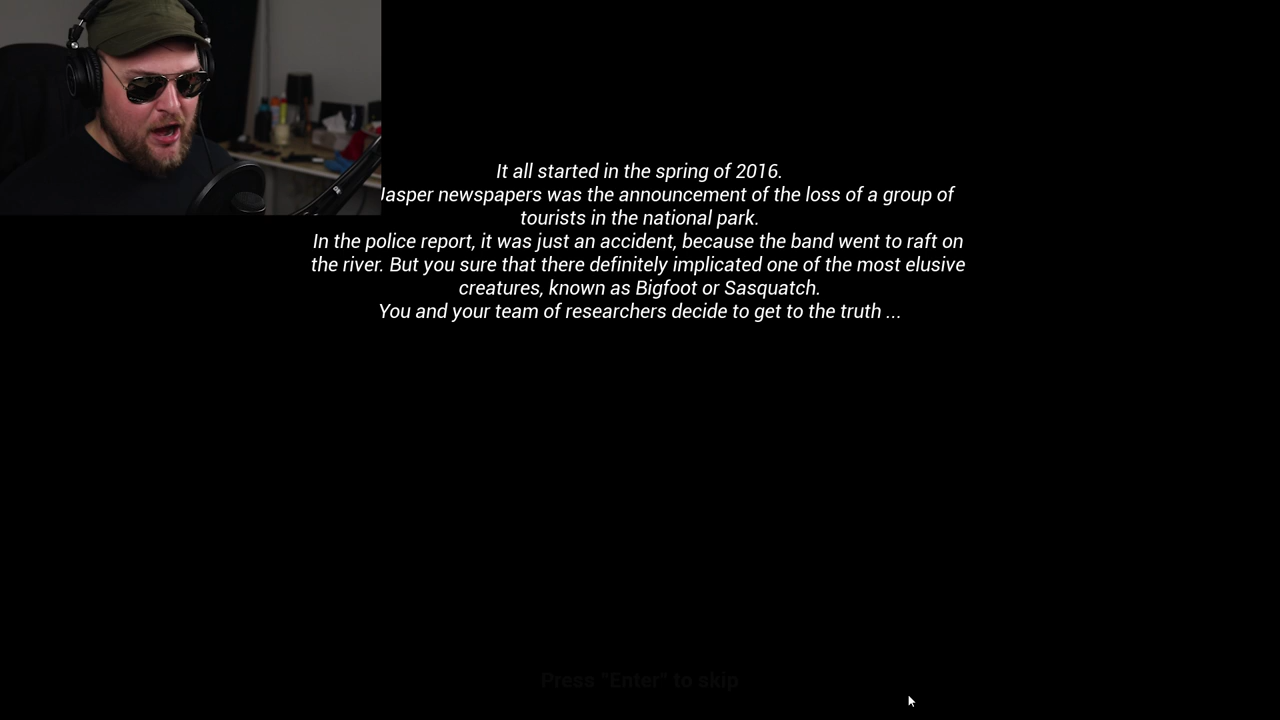 It all started in the spring of 2016.
Jasper newspapers was the announcement of the loss of a group of
tourists in the national park.
In the police report, it was just an accident, because the band went to raft on
the river. But you sure that there definitely implicated one of the most elusive
creatures, known as Bigfoot or Sasquatch.
You and your team of researchers decide to get to the truth ...
Press "Enter" to skip